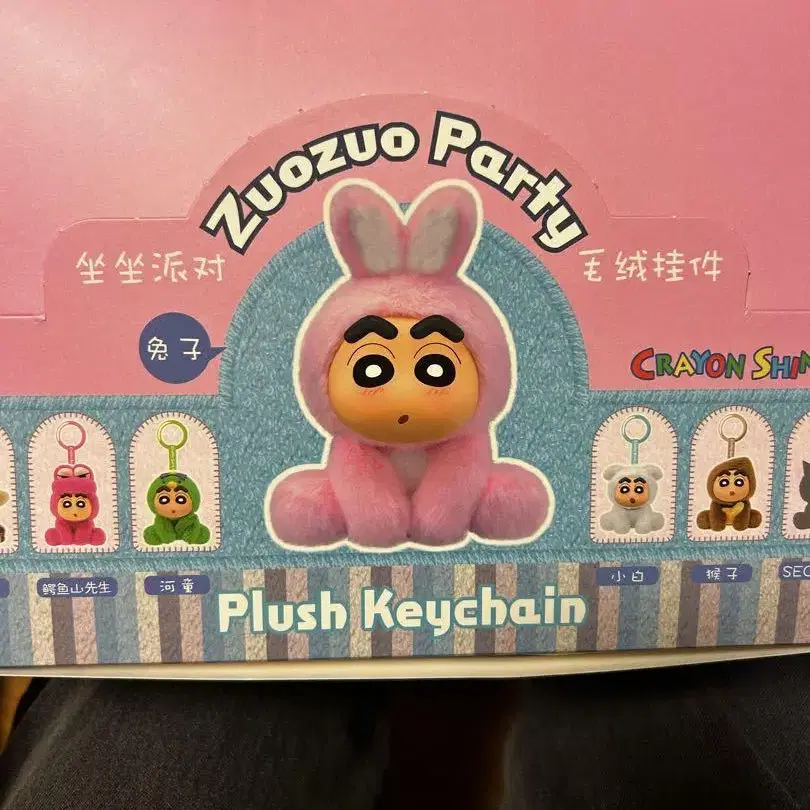 Zuozuo Party
坐坐派对
毛绒挂件
兔子
CRAYON SHIN
鳄鱼山先生
河童
小白
猴子
SEC
Plush Keychain